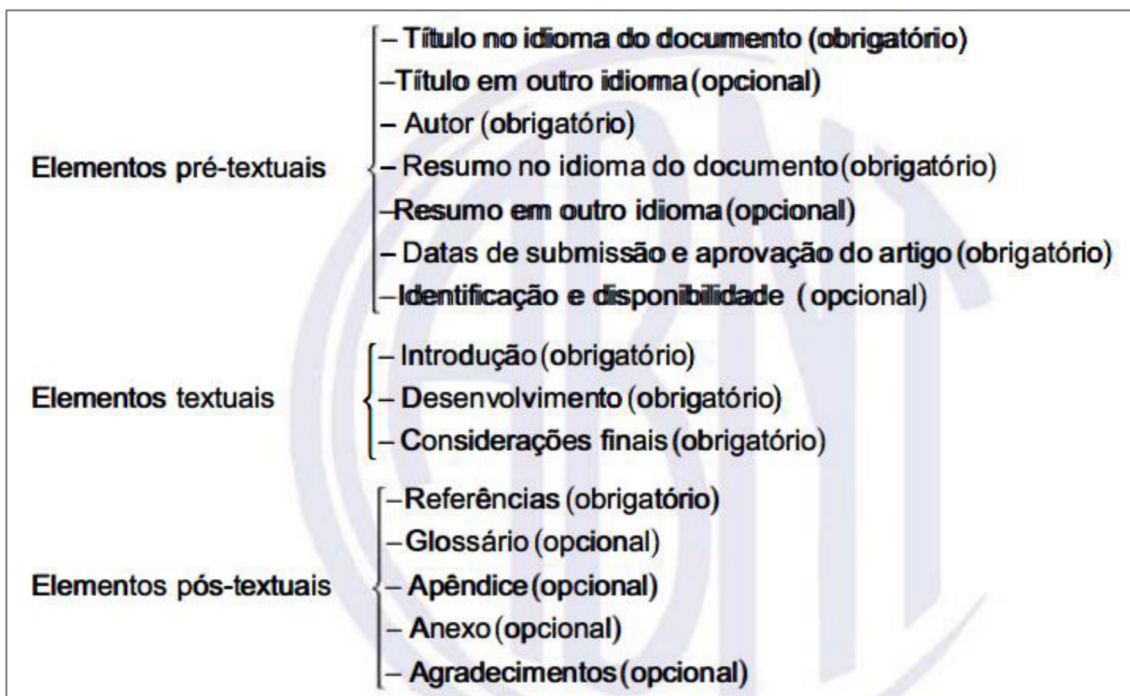 – Título no idioma do documento (obrigatório)
–Título em outro idioma (opcional)
– Autor (obrigatório)
Elementos pré-textuais – Resumo no idioma do documento (obrigatório)
–Resumo em outro idioma (opcional)
– Datas de submissão e aprovação do artigo (obrigatório)
–Identificação e disponibilidade (opcional)
– Introdução (obrigatório)
Elementos textuais – Desenvolvimento (obrigatório)
– Considerações finais (obrigatório)
–Referências (obrigatório)
–Glossário (opcional)
Elementos pós-textuais – Apêndice (opcional)
– Anexo (opcional)
– Agradecimentos (opcional)
ABNT